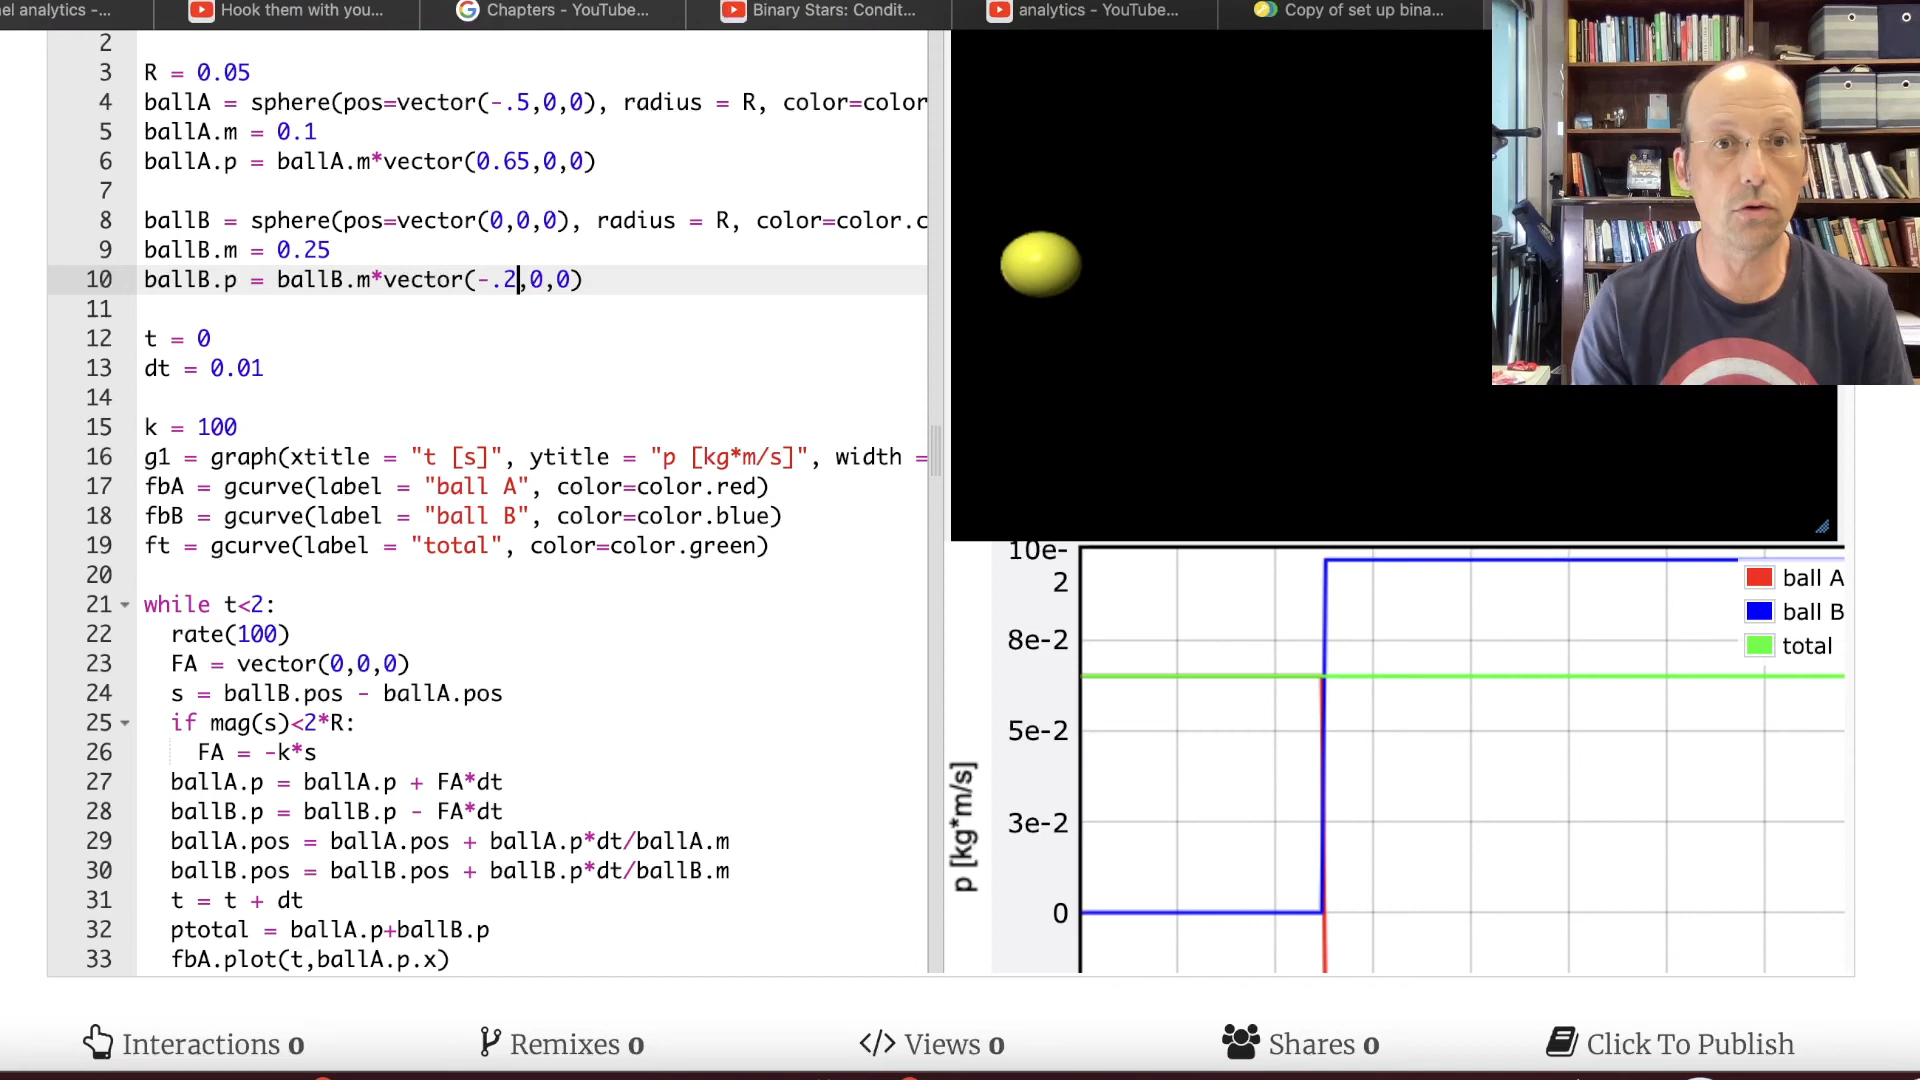 nel analytics -
Hook them with you...
Chapters - YouTube...
Binary Stars: Condit...
analytics - YouTube...
Copy of set up bina...
2
3 R = 0.05
4 ballA = sphere(pos=vector(-.5,0,0), radius = R, color=color
5 ballA.m = 0.1
6 ballA.p = ballA.m*vector(0.65,0,0)
7
8 ballB = sphere(pos=vector(0,0,0), radius = R, color=color.c
9 ballB.m = 0.25
10 ballB.p = ballB.m*vector(-.2,0,0)
11
12 t = 0
13 dt = 0.01
14
15 k = 100
16 g1 = graph(xtitle = "t [s]", ytitle = "p [kg*m/s]", width =
17 fbA = gcurve(label = "ball A", color=color.red)
18 fbB = gcurve(label = "ball B", color=color.blue)
19 ft = gcurve(label = "total", color=color.green)
20
21 while t<2:
22 rate(100)
23 FA = vector(0,0,0)
24 s = ballB.pos - ballA.pos
25 if mag(s)<2*R:
26 FA = -k*s
27 ballA.p = ballA.p + FA*dt
28 ballB.p = ballB.p - FA*dt
29 ballA.pos = ballA.pos + ballA.p*dt/ballA.m
30 ballB.pos = ballB.pos + ballB.p*dt/ballB.m
31 t = t + dt
32 ptotal = ballA.p+ballB.p
33 fbA.plot(t,ballA.p.x)
10e-
2
8e-2
5e-2
3e-2
0
p [kg*m/s]
ball A
ball B
total
Interactions 0
Remixes 0
Views 0
Shares 0
Click To Publish